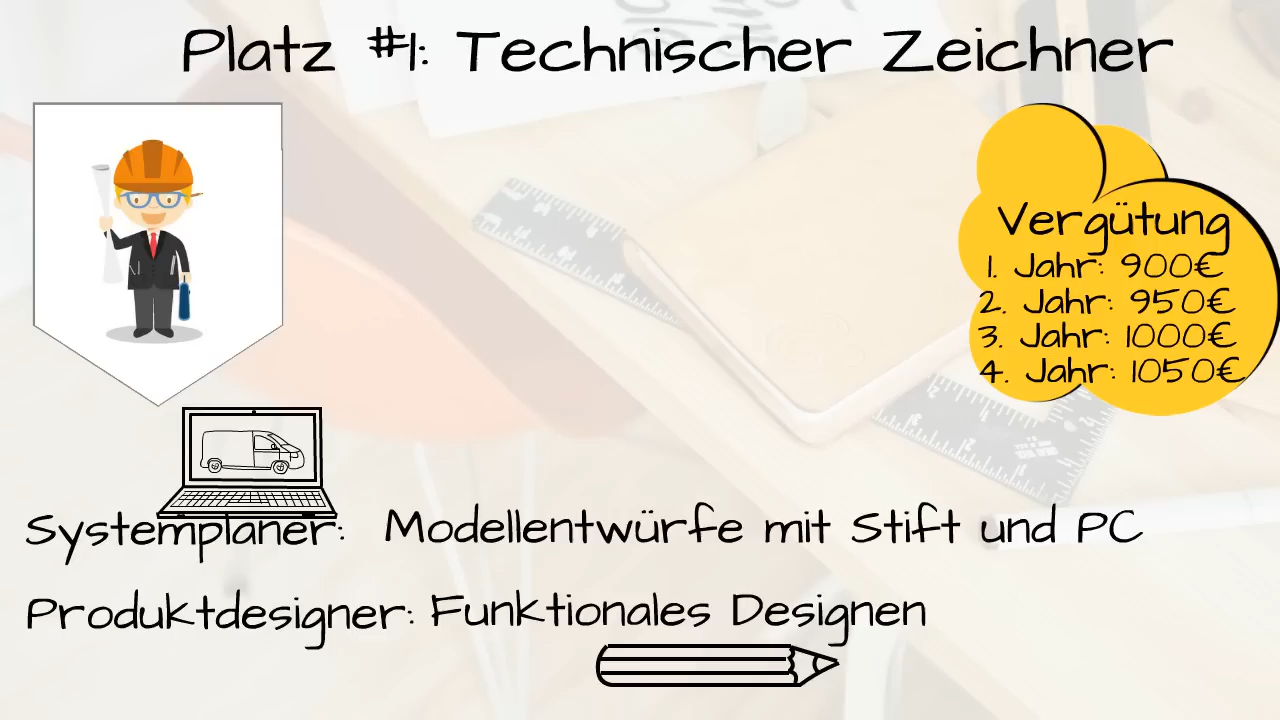 Platz #1: Technischer Zeichner
Vergütung
1. Jahr: 900€
2. Jahr: 950€
3. Jahr: 1000€
4. Jahr: 1050€
Systemplaner: Modellentwürfe mit Stift und PC
Produktdesigner: Funktionales Designen